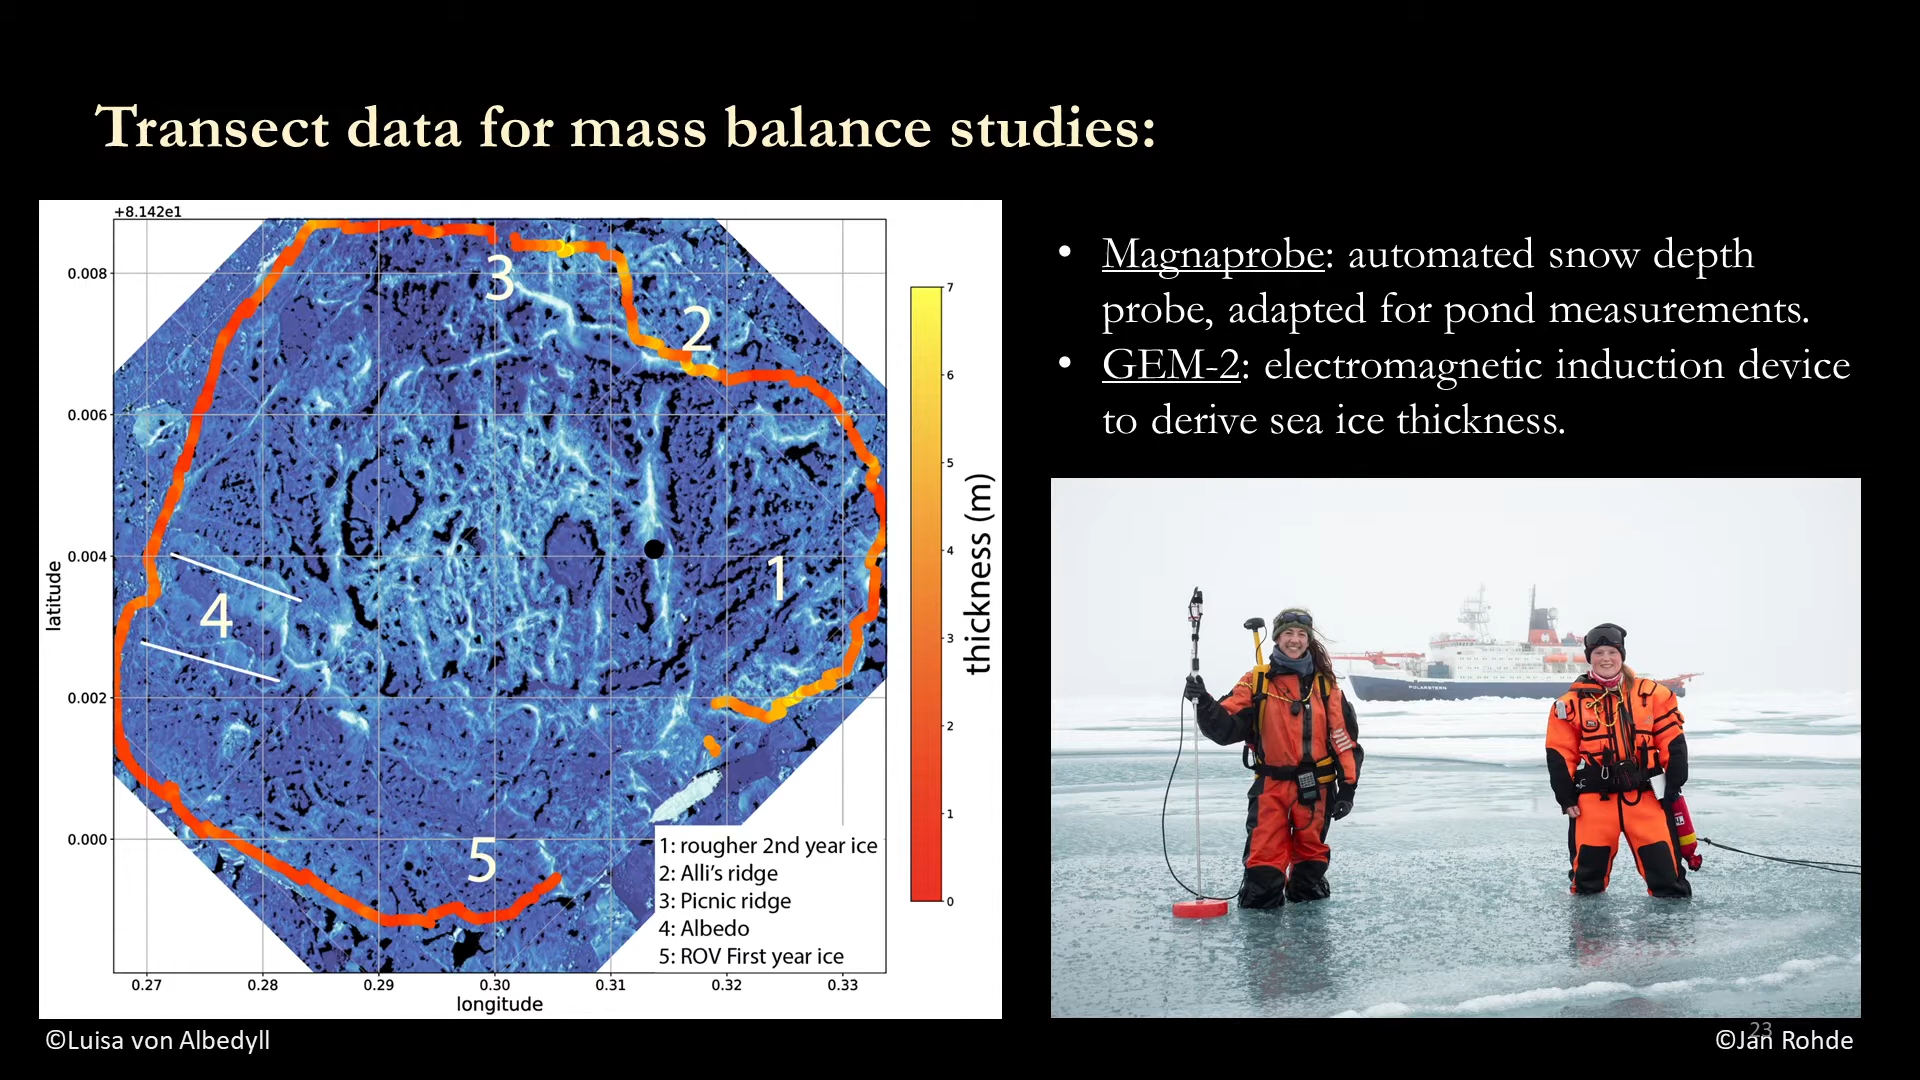 Transect data for mass balance studies:
+8.142e1
0.008
0.006
0.004
0.002
0.000
latitude
0.27
0.28
0.29
0.30
0.31
0.32
0.33
longitude
3
2
1
4
5
1: rougher 2nd year ice
2: Alli's ridge
3: Picnic ridge
4: Albedo
5: ROV First year ice
7
6
5
4
3
2
1
0
thickness (m)
• Magnaprobe: automated snow depth
probe, adapted for pond measurements.
• GEM-2: electromagnetic induction device
to derive sea ice thickness.
POLARSTERN
©Luisa von Albedyll
23
©Jan Rohde